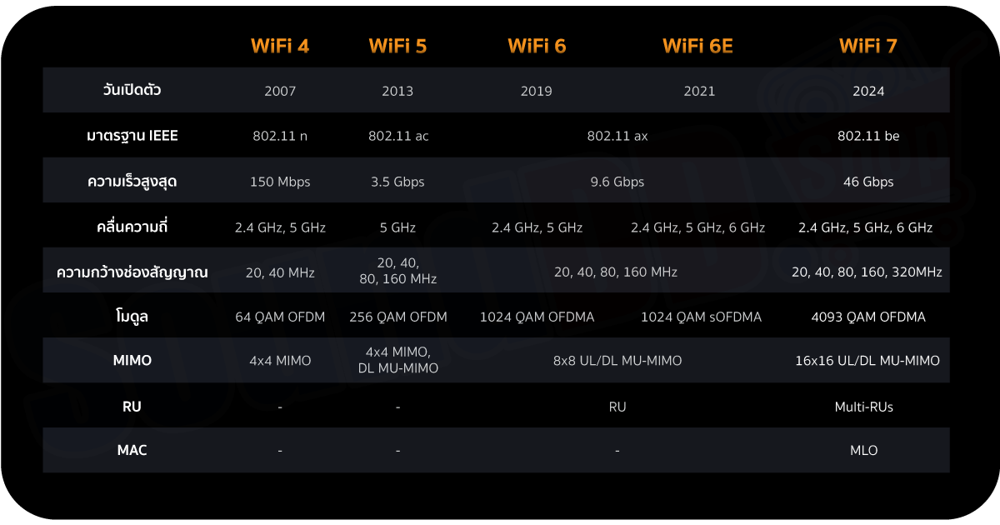 WiFi 4 WiFi 5 WiFi 6 WiFi 6E WiFi 7
วันเปิดตัว 2007 2013 2019 2021 2024
มาตรฐาน IEEE 802.11 n 802.11 ac 802.11 ax 802.11 be
ความเร็วสูงสุด 150 Mbps 3.5 Gbps 9.6 Gbps 46 Gbps
คลื่นความถี่ 2.4 GHz, 5 GHz 5 GHz 2.4 GHz, 5 GHz 2.4 GHz, 5 GHz, 6 GHz 2.4 GHz, 5 GHz, 6 GHz
ความกว้างช่องสัญญาณ 20, 40 MHz 20, 40,
80, 160 MHz 20, 40, 80, 160 MHz 20, 40, 80, 160, 320MHz
โมดูล 64 QAM OFDM 256 QAM OFDM 1024 QAM OFDMA 1024 QAM sOFDMA 4093 QAM OFDMA
MIMO 4x4 MIMO 4x4 MIMO,
DL MU-MIMO 8x8 UL/DL MU-MIMO 16x16 UL/DL MU-MIMO
RU - - RU Multi-RUs
MAC - - - MLO